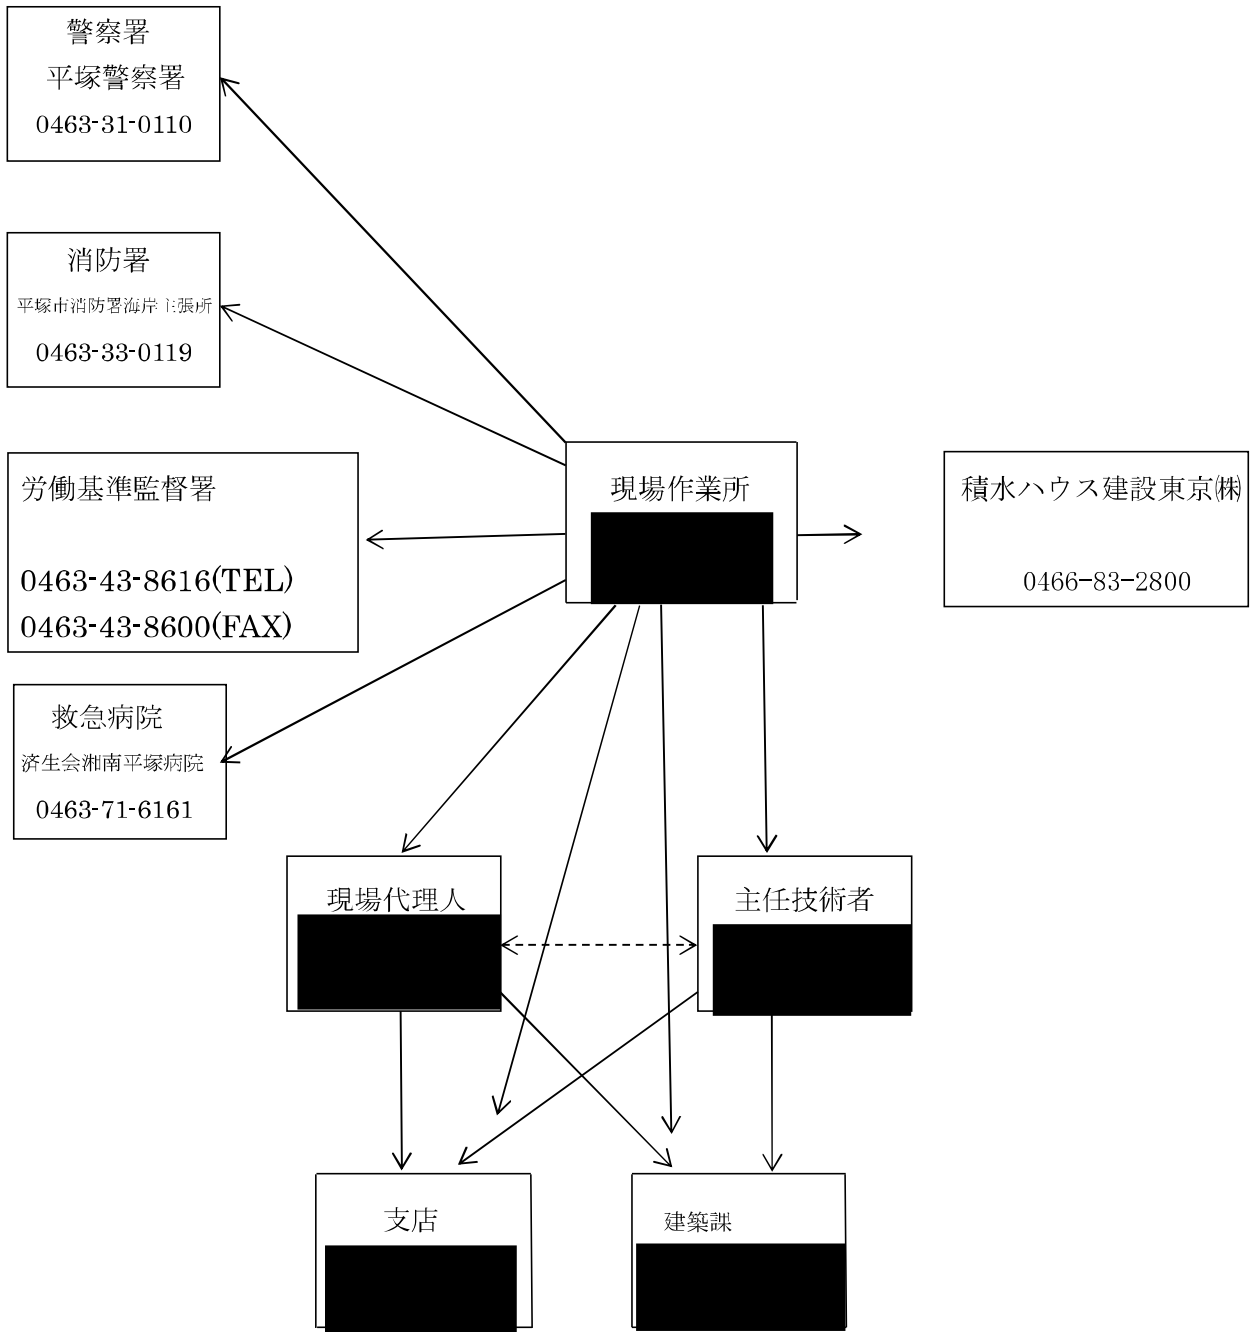 警察署
平塚警察署
0463-31-0110
消防署
平塚市消防署海岸主張所
0463-33-0119
労働基準監督署
0463-43-8616(TEL)
0463-43-8600(FAX)
救急病院
済生会湘南平塚病院
0463-71-6161
現場作業所
積水ハウス建設東京㈱
0466-83-2800
現場代理人
主任技術者
支店
建築課